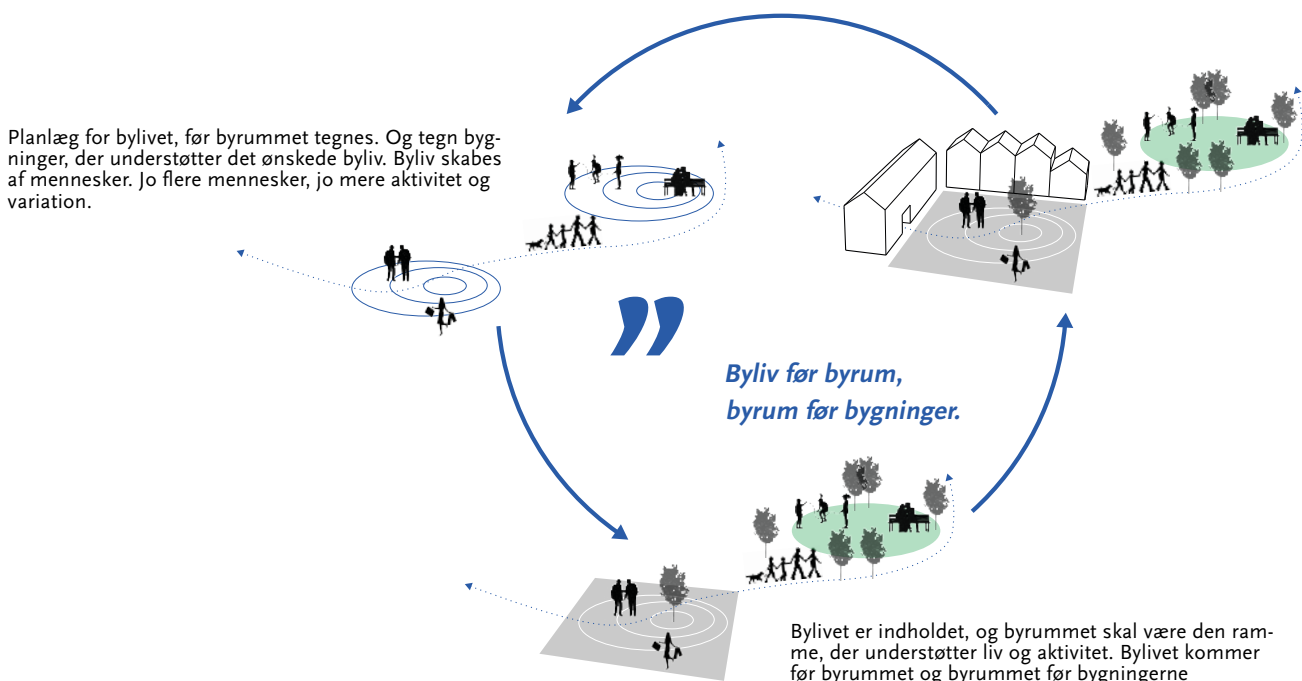 Planlæg for bylivet, før byrummet tegnes. Og tegn byg-
ninger, der understøtter det ønskede byliv. Byliv skabes
af mennesker. Jo flere mennesker, jo mere aktivitet og
variation.
”
Byliv før byrum,
byrum før bygninger.
Bylivet er indholdet, og byrummet skal være den ram-
me, der understøtter liv og aktivitet. Bylivet kommer
før byrummet og byrummet før bygningerne